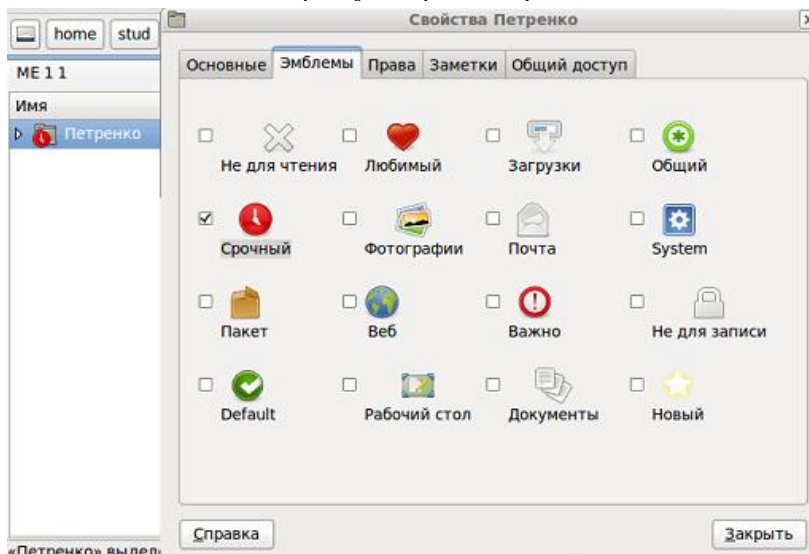 Свойства Петренко
home stud
МЕ 1 1
Имя
Петренко
Основные Эмблемы Права Заметки Общий доступ
Не для чтения Любимый Загрузки Общий
Срочный Фотографии Почта System
Пакет Веб Важно Не для записи
Default Рабочий стол Документы Новый
Справка Закрыть
«Петренко»